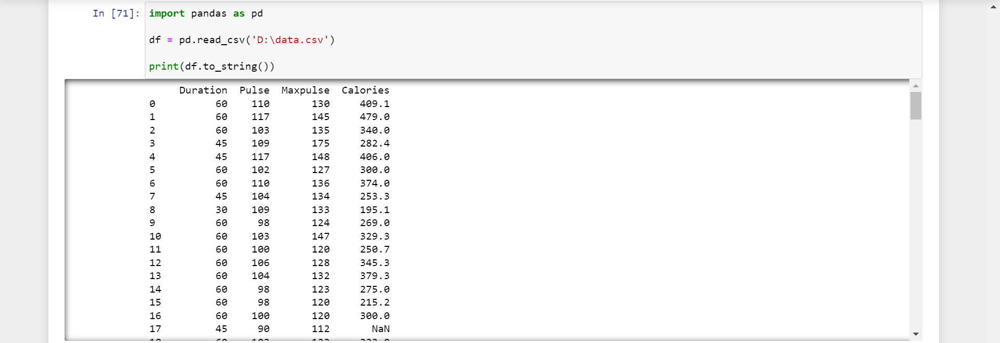 In [71]: import pandas as pd
df = pd.read_csv('D:\data.csv')
print(df.to_string())
Duration Pulse Maxpulse Calories
0 60 110 130 409.1
1 60 117 145 479.0
2 60 103 135 340.0
3 45 109 175 282.4
4 45 117 148 406.0
5 60 102 127 300.0
6 60 110 136 374.0
7 45 104 134 253.3
8 30 109 133 195.1
9 60 98 124 269.0
10 60 103 147 329.3
11 60 100 120 250.7
12 60 106 128 345.3
13 60 104 132 379.3
14 60 98 123 275.0
15 60 98 120 215.2
16 60 100 120 300.0
17 45 90 112 NaN